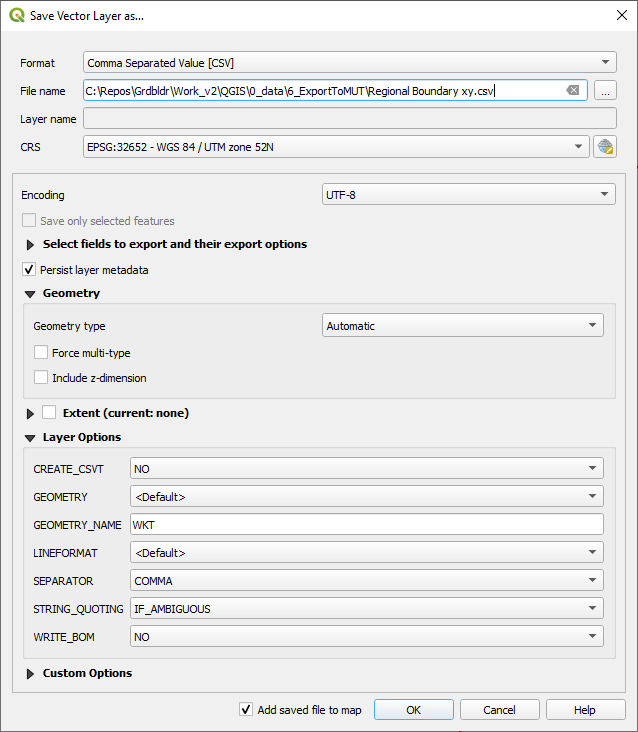 Save Vector Layer as...
Format Comma Separated Value [CSV]
File name C:\Repos\Grdbldr\Work_v2\QGIS\0_data\6_ExportToMUT\Regional Boundary xy.csv ...
Layer name
CRS EPSG:32652 - WGS 84 / UTM zone 52N
Encoding UTF-8
Save only selected features
Select fields to export and their export options
Persist layer metadata
Geometry
Geometry type Automatic
Force multi-type
Include z-dimension
Extent (current: none)
Layer Options
CREATE_CSVT NO
GEOMETRY <Default>
GEOMETRY_NAME WKT
LINEFORMAT <Default>
SEPARATOR COMMA
STRING_QUOTING IF_AMBIGUOUS
WRITE_BOM NO
Custom Options
Add saved file to map OK Cancel Help